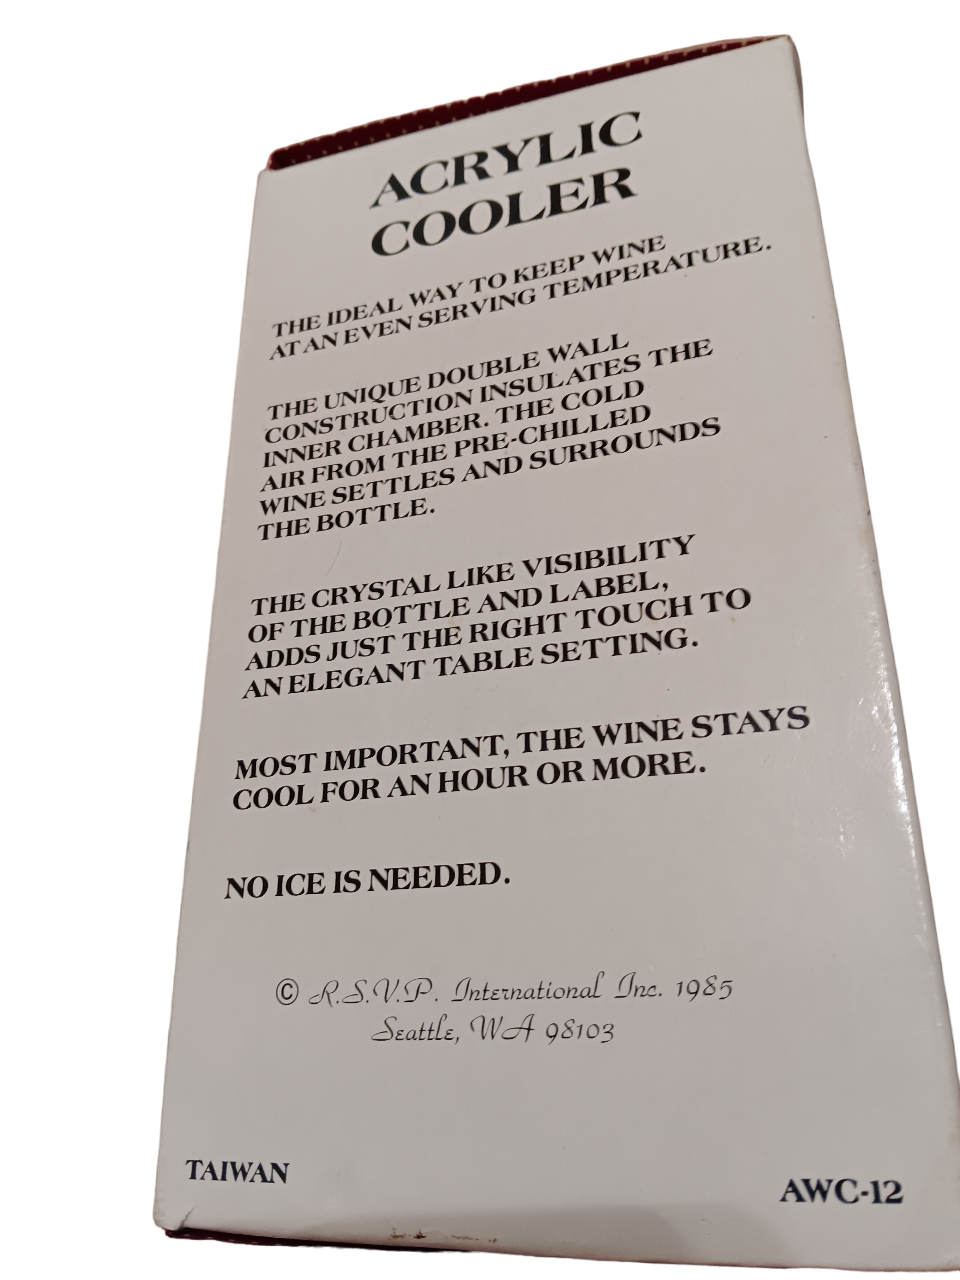 ACRYLIC
COOLER
THE IDEAL WAY TO KEEP WINE
AT AN EVEN SERVING TEMPERATURE.
THE UNIQUE DOUBLE WALL
CONSTRUCTION INSULATES THE
INNER CHAMBER. THE COLD
AIR FROM THE PRE-CHILLED
WINE SETTLES AND SURROUNDS
THE BOTTLE.
THE CRYSTAL LIKE VISIBILITY
OF THE BOTTLE AND LABEL,
ADDS JUST THE RIGHT TOUCH TO
AN ELEGANT TABLE SETTING.
MOST IMPORTANT, THE WINE STAYS
COOL FOR AN HOUR OR MORE.
NO ICE IS NEEDED.
© R.S.V.P. International Inc. 1985
Seattle, WA 98103
TAIWAN
AWC-12